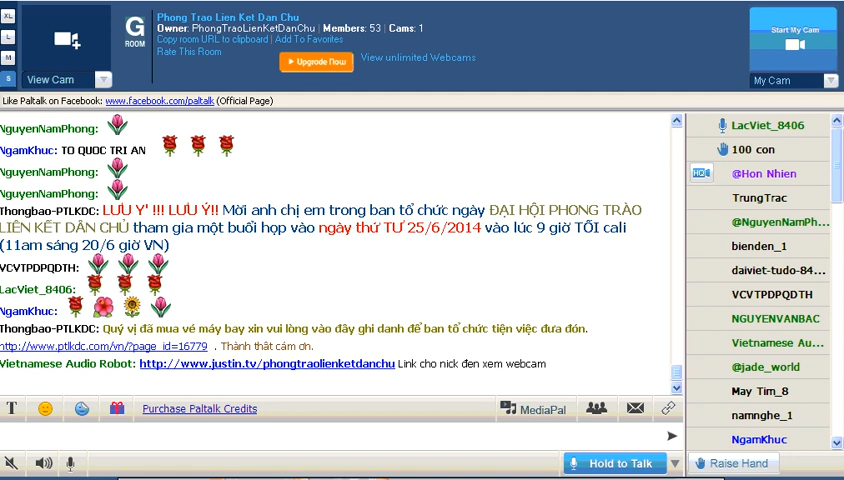 XL
L
M
S
View Cam
G
ROOM
Phong Trao Lien Ket Dan Chu
Owner: PhongTraoLienKetDanChu | Members: 53 | Cams: 1
Copy room URL to clipboard | Add To Favorites
Rate This Room
Upgrade Now
View unlimited Webcams
Start My Cam
My Cam
Like Paltalk on Facebook: www.facebook.com/paltalk (Official Page)
NguyenNamPhong:
NgamKhuc: TO QUOC TRI AN
NguyenNamPhong:
NguyenNamPhong:
Thongbao-PTLKDC: LƯU Y' !!! LƯU Ý!! Mời anh chị em trong ban tổ chức ngày ĐẠI HỘI PHONG TRÀO
LIÊN KẾT DÂN CHỦ tham gia một buổi họp vào ngày thứ TƯ 25/6/2014 vào lúc 9 giờ TỐI cali
(11am sáng 20/6 giờ VN)
VCVTPDPQDTH:
LacViet_8406:
NgamKhuc:
Thongbao-PTLKDC: Quý vị đã mua vé máy bay xin vui lòng vào đây ghi danh để ban tổ chức tiện việc đưa đón.
http://www.ptlkdc.com/vn/?page_id=16779 . Thành thât cám ơn.
Vietnamese Audio Robot: http://www.justin.tv/phongtraolienketdanchu Link cho nick đen xem webcam
T
Purchase Paltalk Credits
MediaPal
Hold to Talk
LacViet_8406
100 con
HQ
@Hon Nhien
TrungTrac
@NguyenNamPh...
bienden_1
daiviet-tudo-84...
VCVTPDPQDTH
NGUYENVANBAC
Vietnamese Au...
@jade_world
May Tim_8
namnghe_1
NgamKhuc
Raise Hand